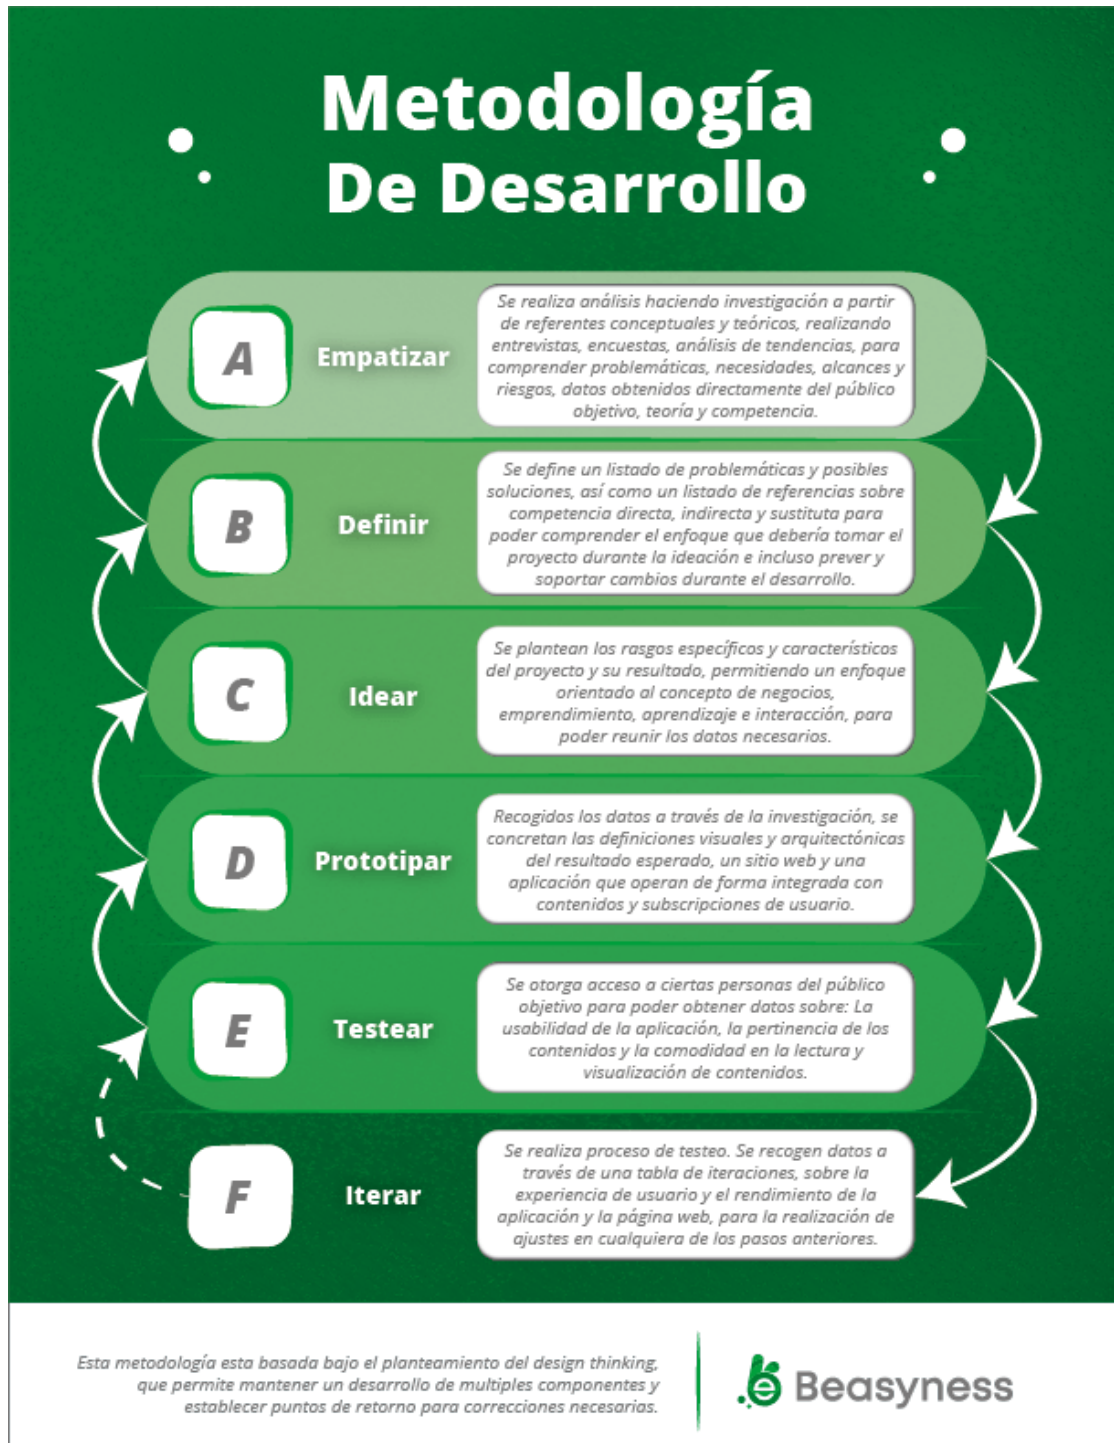 Metodología
De Desarrollo
A
Empatizar
Se realiza análisis haciendo investigación a partir
de referentes conceptuales y teóricos, realizando
entrevistas, encuestas, análisis de tendencias, para
comprender problemáticas, necesidades, alcances y
riesgos, datos obtenidos directamente del público
objetivo, teoría y competencia.
B
Definir
Se define un listado de problemáticas y posibles
soluciones, así como un listado de referencias sobre
competencia directa, indirecta y sustituta para
poder comprender el enfoque que debería tomar el
proyecto durante la ideación e incluso prever y
soportar cambios durante el desarrollo.
C
Idear
Se plantean los rasgos específicos y característicos
del proyecto y su resultado, permitiendo un enfoque
orientado al concepto de negocios,
emprendimiento, aprendizaje e interacción, para
poder reunir los datos necesarios.
D
Prototipar
Recogidos los datos a través de la investigación, se
concretan las definiciones visuales y arquitectónicas
del resultado esperado, un sitio web y una
aplicación que operan de forma integrada con
contenidos y subscripciones de usuario.
E
Testear
Se otorga acceso a ciertas personas del público
objetivo para poder obtener datos sobre: La
usabilidad de la aplicación, la pertinencia de los
contenidos y la comodidad en la lectura y
visualización de contenidos.
F
Iterar
Se realiza proceso de testeo. Se recogen datos a
través de una tabla de iteraciones, sobre la
experiencia de usuario y el rendimiento de la
aplicación y la página web, para la realización de
ajustes en cualquiera de los pasos anteriores.
Esta metodología esta basada bajo el planteamiento del design thinking,
que permite mantener un desarrollo de multiples componentes y
establecer puntos de retorno para correcciones necesarias.
Beasyness